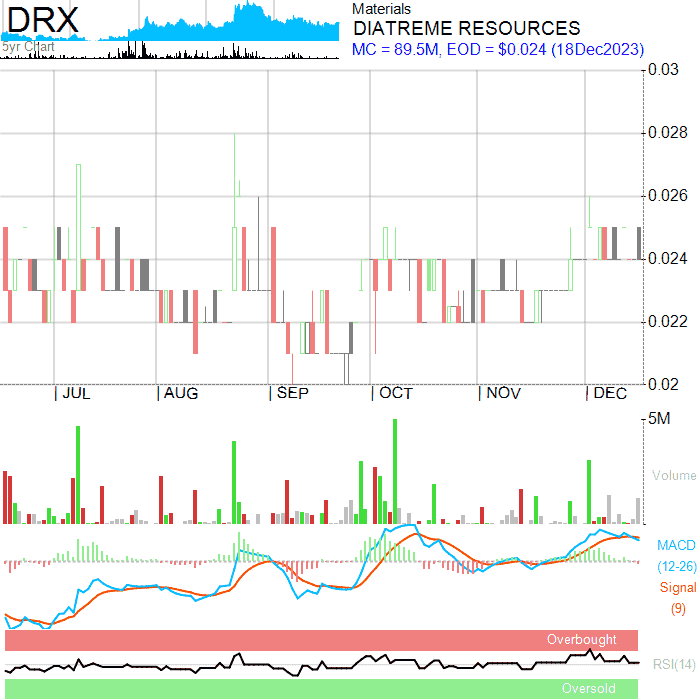 DRX
5yr Chart
Materials
DIATREME RESOURCES
MC = 89.5M, EOD = $0.024 (18Dec2023)
0.03
0.028
0.026
0.024
0.022
0.02
JUL
AUG
SEP
OCT
NOV
DEC
5M
Volume
MACD
(12-26)
Signal
(9)
Overbought
RSI(14)
Oversold